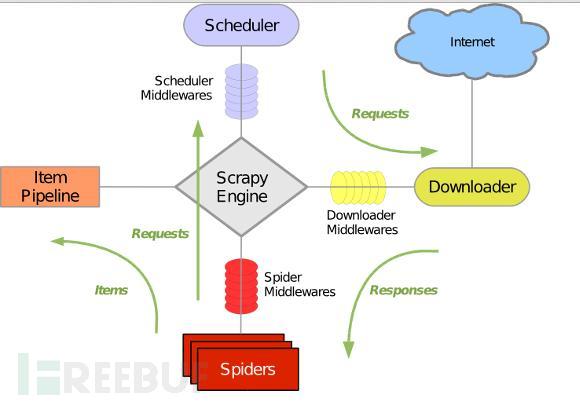 Scheduler
Internet
Scheduler
Middlewares
Requests
Item
Pipeline
Scrapy
Engine
Downloader
Downloader
Middlewares
Requests
Items
Spider
Middlewares
Responses
Spiders
FREEBUF